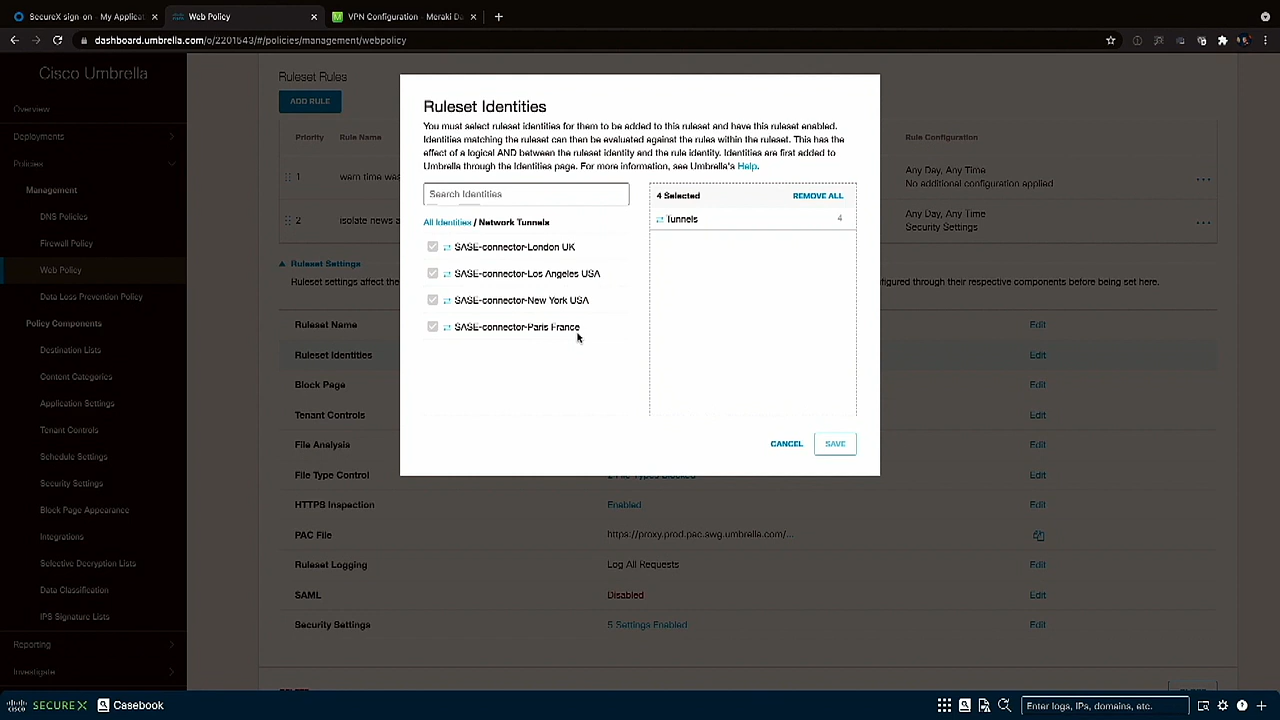 SecureX sign-on - My Applicat
Web Policy
VPN Configuration - Meraki Da
dashboard.umbrella.com/o/2201543/#/policies/management/webpolicy
Cisco Umbrella
Overview
Deployments
Policies
Management
DNS Policies
Firewall Policy
Web Policy
Data Loss Prevention Policy
Policy Components
Destination Lists
Content Categories
Application Settings
Tenant Controls
Schedule Settings
Security Settings
Block Page Appearance
Integrations
Selective Decryption Lists
Data Classification
IPS Signature Lists
Reporting
Investigate
Ruleset Rules
ADD RULE
Priority Rule Name Rule Configuration
1 warn time was Any Day, Any Time
No additional configuration applied
2 isolate news a Any Day, Any Time
Security Settings
Ruleset Settings
Ruleset settings affect the figured through their respective components before being set here.
Ruleset Name Edit
Ruleset Identities Edit
Block Page Edit
Tenant Controls Edit
File Analysis Edit
File Type Control 2 File Types Blocked Edit
HTTPS Inspection Enabled Edit
PAC File https://proxy.prod.pac.swg.umbrella.com/...
Ruleset Logging Log All Requests Edit
SAML Disabled Edit
Security Settings 5 Settings Enabled Edit
Ruleset Identities
You must select ruleset identities for them to be added to this ruleset and have this ruleset enabled.
Identities matching the ruleset can then be evaluated against the rules within the ruleset. This has the
effect of a logical AND between the ruleset identity and the rule identity. Identities are first added to
Umbrella through the Identities page. For more information, see Umbrella's Help.
Search Identities
All Identities / Network Tunnels
SASE-connector-London UK
SASE-connector-Los Angeles USA
SASE-connector-New York USA
SASE-connector-Paris France
4 Selected REMOVE ALL
Tunnels 4
CANCEL SAVE
cisco SECURE X Casebook
Enter logs, IPs, domains, etc.